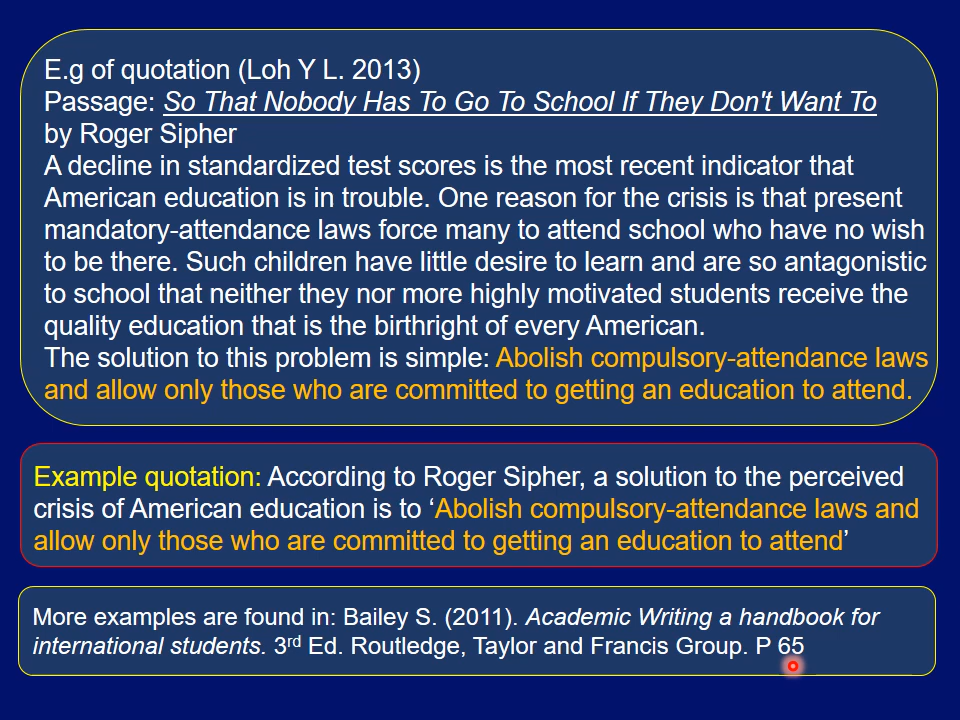 E.g of quotation (Loh Y L. 2013)
Passage: So That Nobody Has To Go To School If They Don't Want To
by Roger Sipher
A decline in standardized test scores is the most recent indicator that
American education is in trouble. One reason for the crisis is that present
mandatory-attendance laws force many to attend school who have no wish
to be there. Such children have little desire to learn and are so antagonistic
to school that neither they nor more highly motivated students receive the
quality education that is the birthright of every American.
The solution to this problem is simple: Abolish compulsory-attendance laws
and allow only those who are committed to getting an education to attend.
Example quotation: According to Roger Sipher, a solution to the perceived
crisis of American education is to ‘Abolish compulsory-attendance laws and
allow only those who are committed to getting an education to attend’
More examples are found in: Bailey S. (2011). Academic Writing a handbook for
international students. 3rd Ed. Routledge, Taylor and Francis Group. P 65